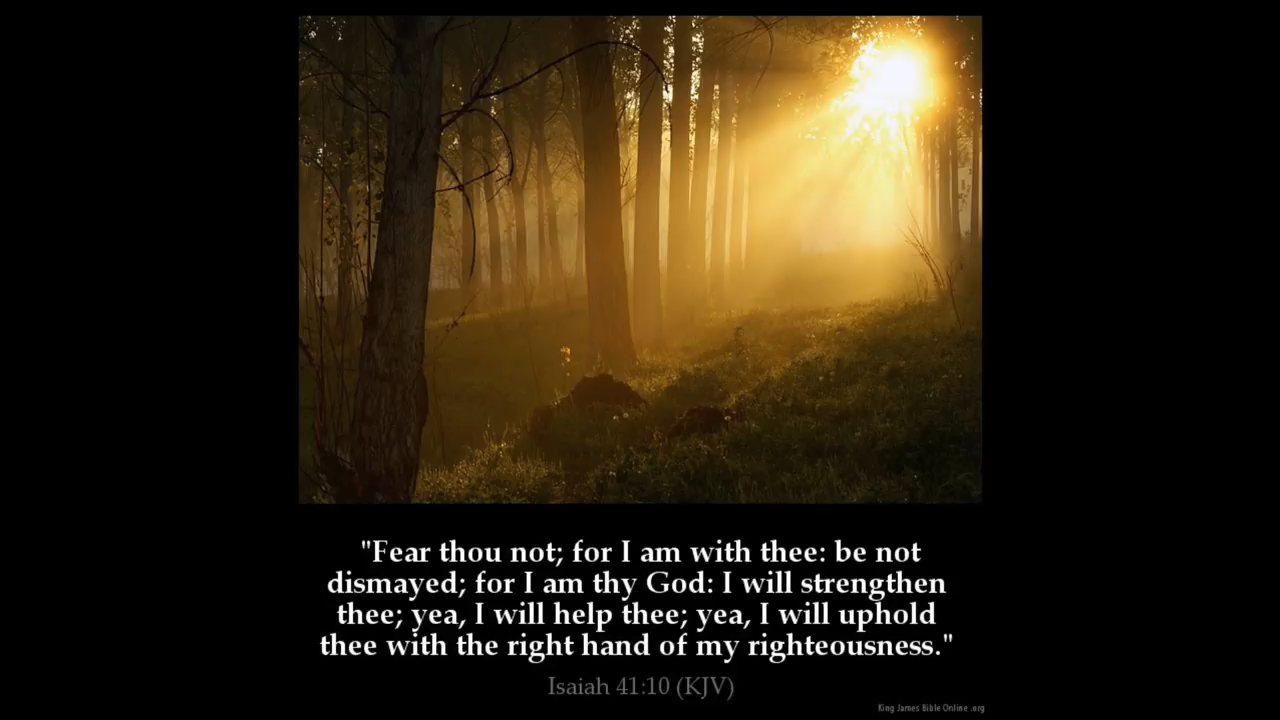 "Fear thou not; for I am with thee: be not
dismayed; for I am thy God: I will strengthen
thee; yea, I will help thee; yea, I will uphold
thee with the right hand of my righteousness."
Isaiah 41:10 (KJV)
King James Bible Online .org